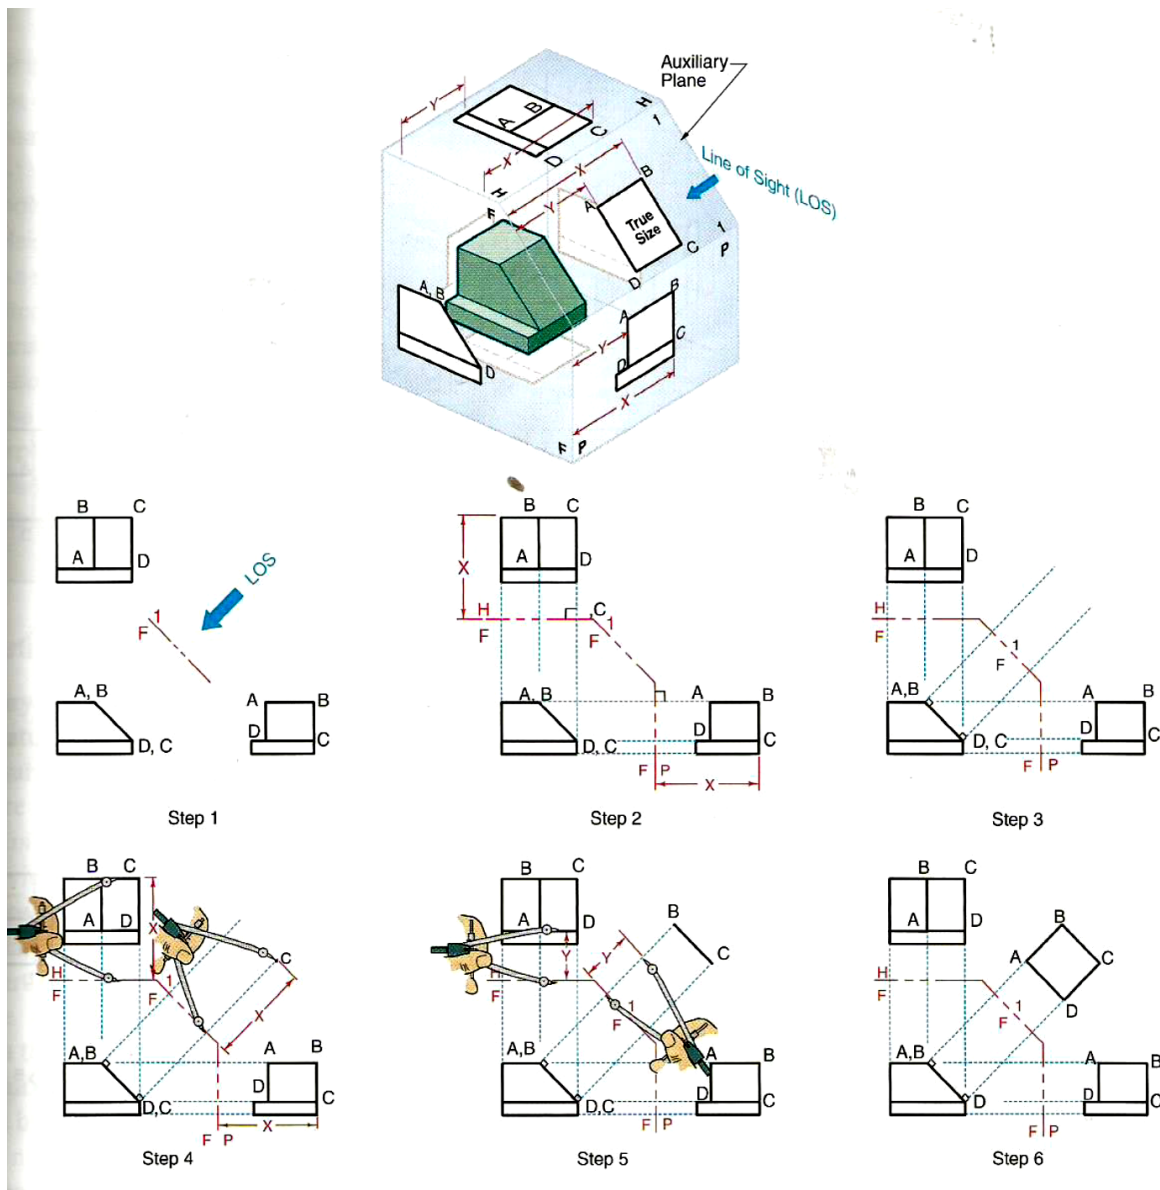 Auxiliary
Plane
H
1
Y
B
A
C
D
X
X
Line of Sight (LOS)
H
F
Y
B
A
True
Size
C
D
1
P
A, B
D
B
A
C
D
Y
X
F P
B C
A D
LOS
1
F
A, B
D, C
A B
D C
Step 1
B C
A D
X
H
F
C
1
F
A, B
D, C
A B
D C
F P
X
Step 2
B C
A D
H
F
1
F
A,B
D, C
A B
D C
F P
Step 3
B C
A D
X
H
F
C
1
F
X
A,B
D,C
A B
D C
F P
X
Step 4
B C
A D
Y
H
F
B
C
Y
1
F
A,B
D,C
A B
D C
F P
Step 5
B C
A D
H
F
B
A C
D
1
F
A,B
D
A B
D C
F P
Step 6